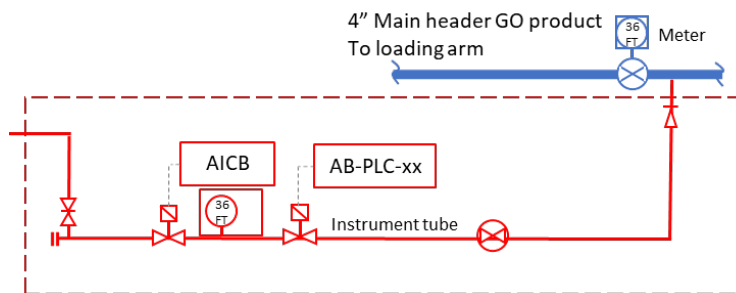 4” Main header GO product
To loading arm
36
FT
Meter
AICB
AB-PLC-xx
36
FT
Instrument tube